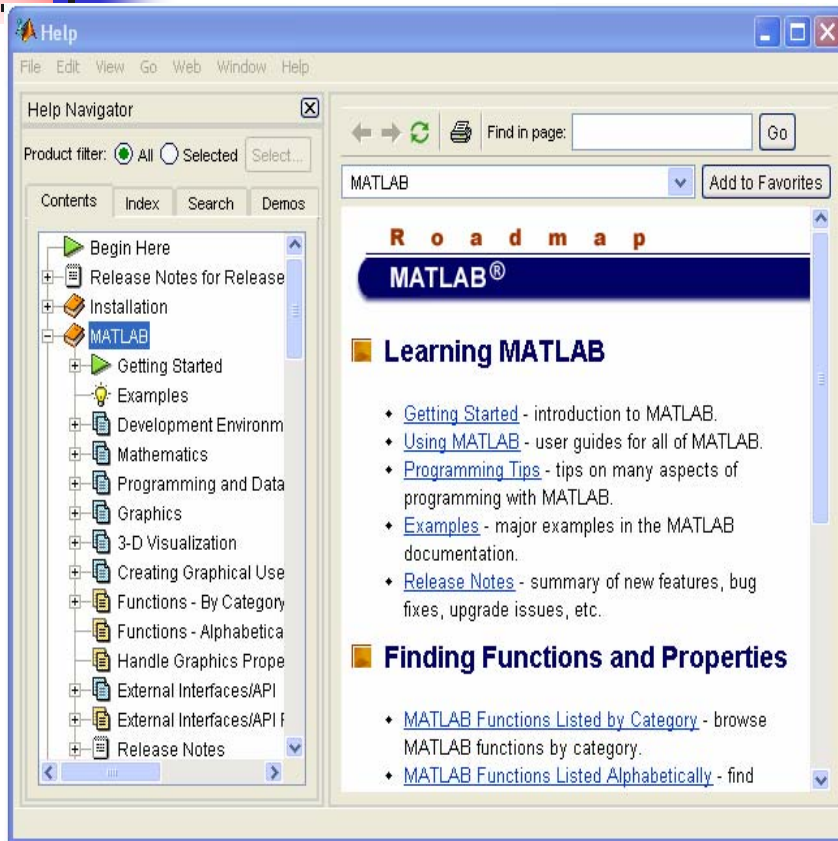 Help
File Edit View Go Web Window Help
Help Navigator
Product filter: All Selected Select...
Contents Index Search Demos
Begin Here
Release Notes for Release
Installation
MATLAB
Getting Started
Examples
Development Environm
Mathematics
Programming and Data
Graphics
3-D Visualization
Creating Graphical Use
Functions - By Category
Functions - Alphabetica
Handle Graphics Prope
External Interfaces/API
External Interfaces/API F
Release Notes
Find in page: Go
MATLAB Add to Favorites
Roadmap
MATLAB®
Learning MATLAB
Getting Started - introduction to MATLAB.
Using MATLAB - user guides for all of MATLAB.
Programming Tips - tips on many aspects of
programming with MATLAB.
Examples - major examples in the MATLAB
documentation.
Release Notes - summary of new features, bug
fixes, upgrade issues, etc.
Finding Functions and Properties
MATLAB Functions Listed by Category - browse
MATLAB functions by category.
MATLAB Functions Listed Alphabetically - find